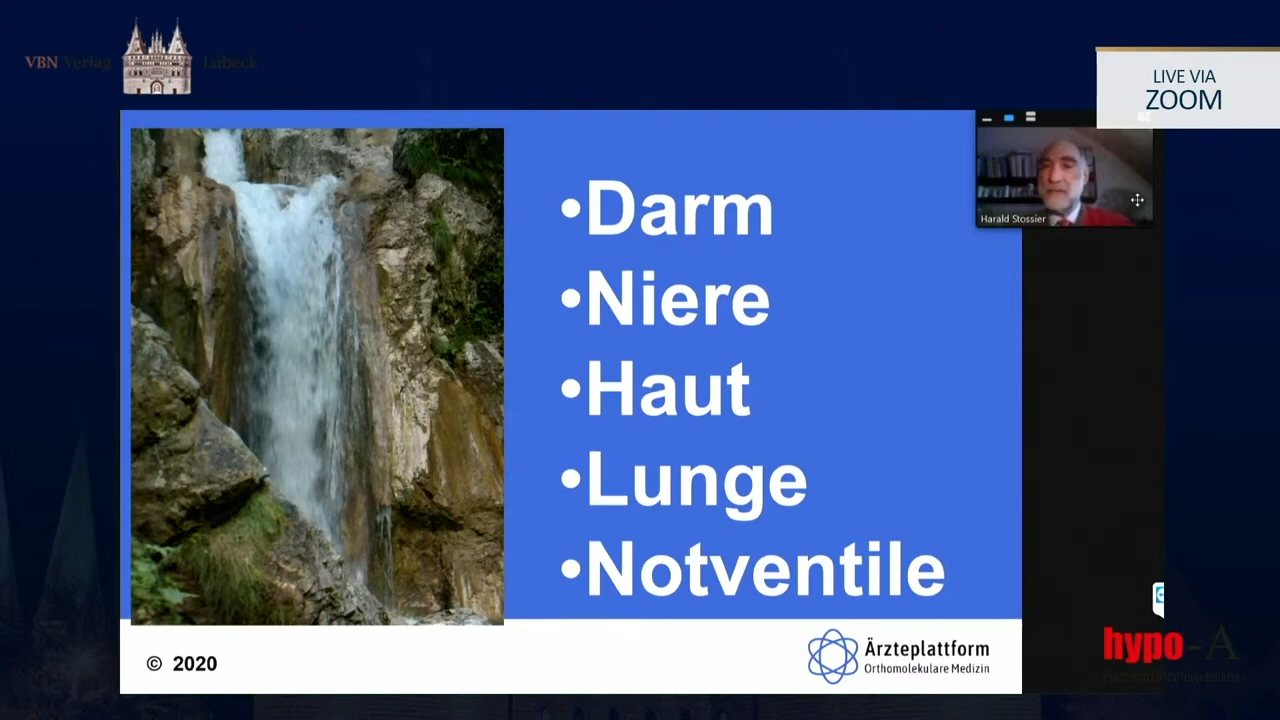 VBN Verlag Lübeck
LIVE VIA
ZOOM
Harald Stossier
•Darm
•Niere
•Haut
•Lunge
•Notventile
© 2020
Ärzteplattform
Orthomolekulare Medizin
hypo-A